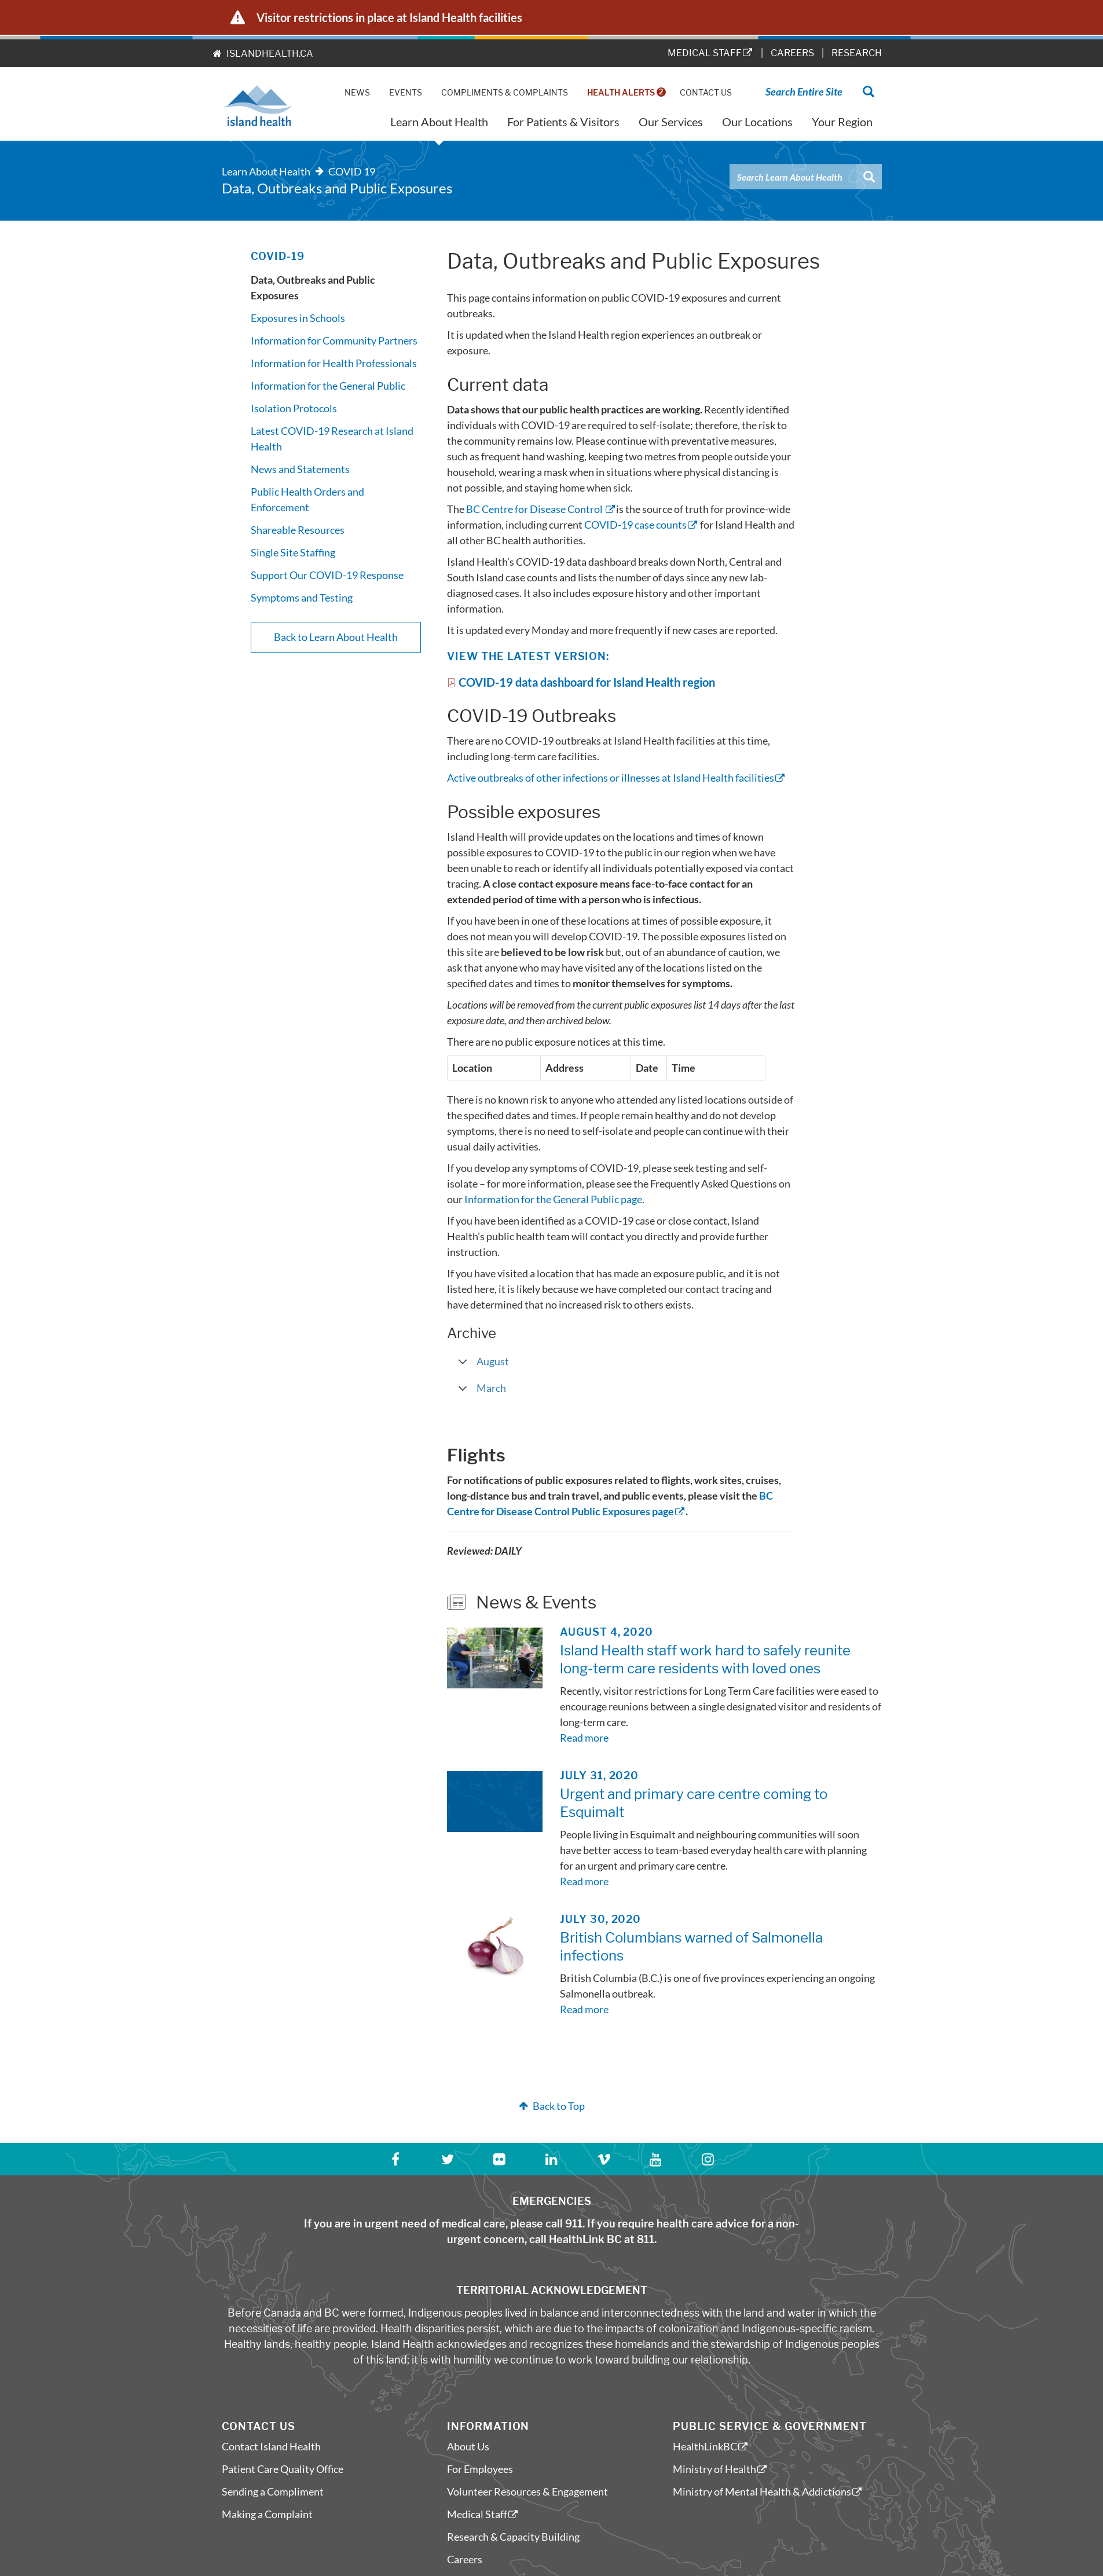 Visitor restrictions in place at Island Health facilities
ISLANDHEALTH.CA
MEDICAL STAFF | CAREERS | RESEARCH
island health
NEWS EVENTS COMPLIMENTS & COMPLAINTS HEALTH ALERTS 2 CONTACT US Search Entire Site
Learn About Health For Patients & Visitors Our Services Our Locations Your Region
Learn About Health COVID 19
Data, Outbreaks and Public Exposures
Search Learn About Health
COVID-19
Data, Outbreaks and Public
Exposures
Exposures in Schools
Information for Community Partners
Information for Health Professionals
Information for the General Public
Isolation Protocols
Latest COVID-19 Research at Island
Health
News and Statements
Public Health Orders and
Enforcement
Shareable Resources
Single Site Staffing
Support Our COVID-19 Response
Symptoms and Testing
Back to Learn About Health
Data, Outbreaks and Public Exposures
This page contains information on public COVID-19 exposures and current
outbreaks.
It is updated when the Island Health region experiences an outbreak or
exposure.
Current data
Data shows that our public health practices are working. Recently identified
individuals with COVID-19 are required to self-isolate; therefore, the risk to
the community remains low. Please continue with preventative measures,
such as frequent hand washing, keeping two metres from people outside your
household, wearing a mask when in situations where physical distancing is
not possible, and staying home when sick.
The BC Centre for Disease Control is the source of truth for province-wide
information, including current COVID-19 case counts for Island Health and
all other BC health authorities.
Island Health's COVID-19 data dashboard breaks down North, Central and
South Island case counts and lists the number of days since any new lab-
diagnosed cases. It also includes exposure history and other important
information.
It is updated every Monday and more frequently if new cases are reported.
VIEW THE LATEST VERSION:
COVID-19 data dashboard for Island Health region
COVID-19 Outbreaks
There are no COVID-19 outbreaks at Island Health facilities at this time,
including long-term care facilities.
Active outbreaks of other infections or illnesses at Island Health facilities
Possible exposures
Island Health will provide updates on the locations and times of known
possible exposures to COVID-19 to the public in our region when we have
been unable to reach or identify all individuals potentially exposed via contact
tracing. A close contact exposure means face-to-face contact for an
extended period of time with a person who is infectious.
If you have been in one of these locations at times of possible exposure, it
does not mean you will develop COVID-19. The possible exposures listed on
this site are believed to be low risk but, out of an abundance of caution, we
ask that anyone who may have visited any of the locations listed on the
specified dates and times to monitor themselves for symptoms.
Locations will be removed from the current public exposures list 14 days after the last
exposure date, and then archived below.
There are no public exposure notices at this time.
Location Address Date Time
There is no known risk to anyone who attended any listed locations outside of
the specified dates and times. If people remain healthy and do not develop
symptoms, there is no need to self-isolate and people can continue with their
usual daily activities.
If you develop any symptoms of COVID-19, please seek testing and self-
isolate – for more information, please see the Frequently Asked Questions on
our Information for the General Public page.
If you have been identified as a COVID-19 case or close contact, Island
Health's public health team will contact you directly and provide further
instruction.
If you have visited a location that has made an exposure public, and it is not
listed here, it is likely because we have completed our contact tracing and
have determined that no increased risk to others exists.
Archive
August
March
Flights
For notifications of public exposures related to flights, work sites, cruises,
long-distance bus and train travel, and public events, please visit the BC
Centre for Disease Control Public Exposures page.
Reviewed: DAILY
News & Events
AUGUST 4, 2020
Island Health staff work hard to safely reunite
long-term care residents with loved ones
Recently, visitor restrictions for Long Term Care facilities were eased to
encourage reunions between a single designated visitor and residents of
long-term care.
Read more
JULY 31, 2020
Urgent and primary care centre coming to
Esquimalt
People living in Esquimalt and neighbouring communities will soon
have better access to team-based everyday health care with planning
for an urgent and primary care centre.
Read more
JULY 30, 2020
British Columbians warned of Salmonella
infections
British Columbia (B.C.) is one of five provinces experiencing an ongoing
Salmonella outbreak.
Read more
Back to Top
EMERGENCIES
If you are in urgent need of medical care, please call 911. If you require health care advice for a non-
urgent concern, call HealthLink BC at 811.
TERRITORIAL ACKNOWLEDGEMENT
Before Canada and BC were formed, Indigenous peoples lived in balance and interconnectedness with the land and water in which the
necessities of life are provided. Health disparities persist, which are due to the impacts of colonization and Indigenous-specific racism.
Healthy lands, healthy people. Island Health acknowledges and recognizes these homelands and the stewardship of Indigenous peoples
of this land; it is with humility we continue to work toward building our relationship.
CONTACT US
Contact Island Health
Patient Care Quality Office
Sending a Compliment
Making a Complaint
INFORMATION
About Us
For Employees
Volunteer Resources & Engagement
Medical Staff
Research & Capacity Building
Careers
PUBLIC SERVICE & GOVERNMENT
HealthLinkBC
Ministry of Health
Ministry of Mental Health & Addictions